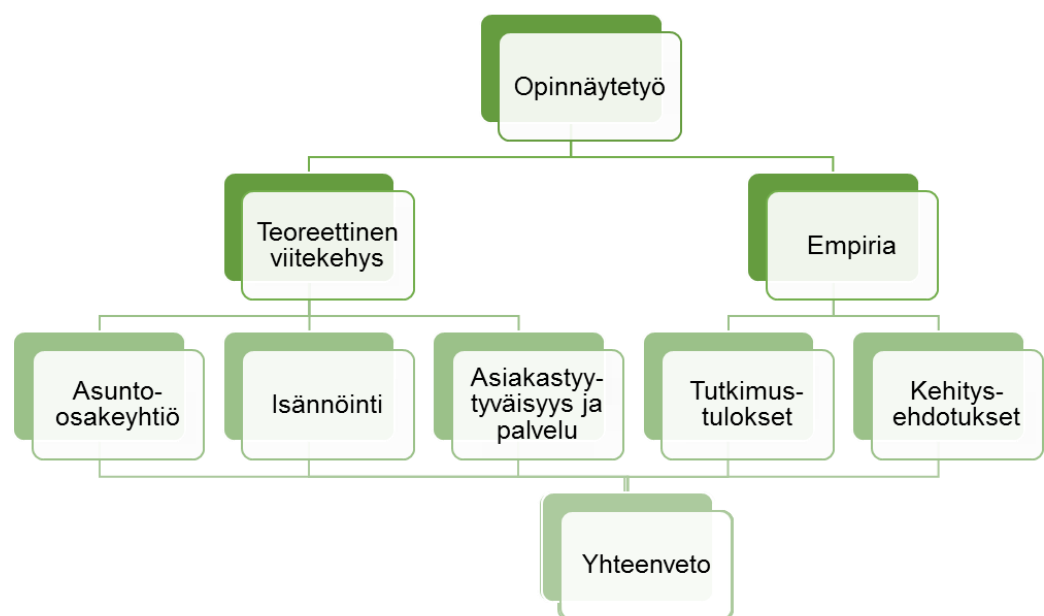 Opinnäytetyö
Teoreettinen
viitekehys
Empiria
Asunto-
osakeyhtiö
Isännöinti
Asiakastyy-
tyväisyys ja
palvelu
Tutkimus-
tulokset
Kehitys-
ehdotukset
Yhteenveto